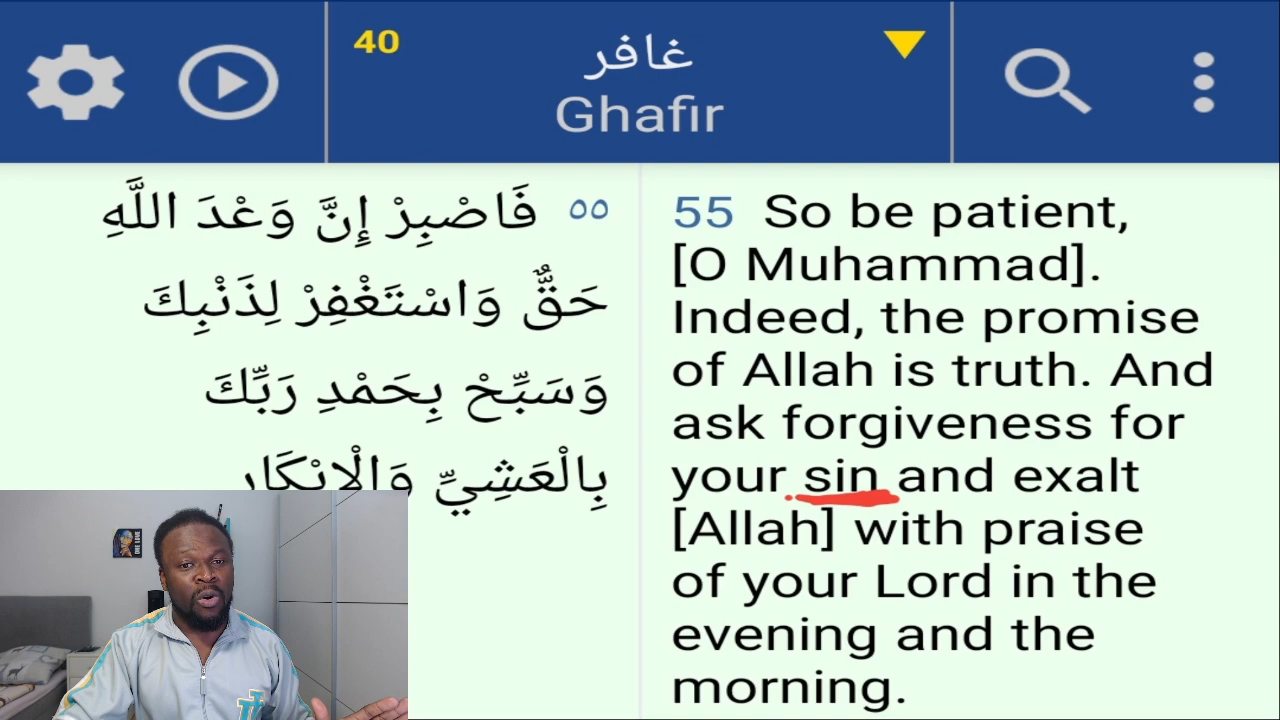 40
غافر
Ghafir
٥٥ فَاصْبِرْ إِنَّ وَعْدَ اللَّهِ
حَقٌّ وَاسْتَغْفِرْ لِذَنْبِكَ
وَسَبِّحْ بِحَمْدِ رَبِّكَ
بِالْعَشِيِّ وَالْإِبْكَارِ
55 So be patient,
[O Muhammad].
Indeed, the promise
of Allah is truth. And
ask forgiveness for
your sin and exalt
[Allah] with praise
of your Lord in the
evening and the
morning.